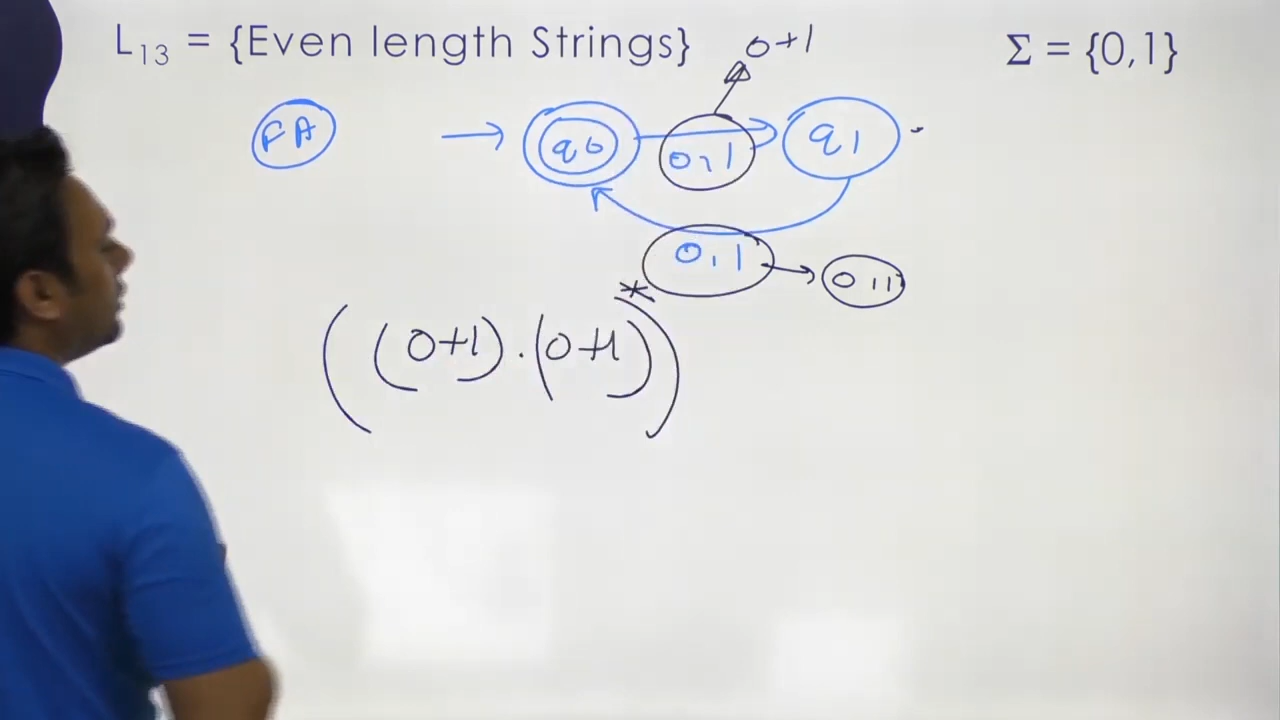 L₁₃ = {Even length Strings}
Σ = {0,1}
0+1
FA
q0
0,1
q1
0,1
0,1
((0+1).(0+1))*